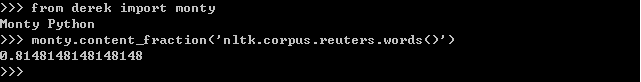 >>> from derek import monty
Monty Python
>>> monty.content_fraction('nltk.corpus.reuters.words()')
0.8148148148148148
>>>